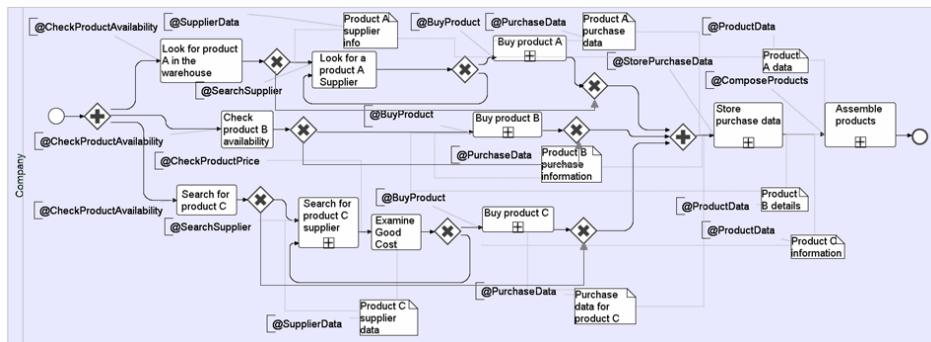 @CheckProductAvailability
@SupplierData
Product A
supplier
info
@BuyProduct
@PurchaseData
Product A
purchase
data
@ProductData
Look for product
A in the
warehouse
Look for a
product A
Supplier
Buy product A
@StorePurchaseData
Product
A data
@SearchSupplier
@ComposeProducts
@BuyProduct
Check
product B
availability
Buy product B
Store
purchase data
Assemble
products
@CheckProductAvailability
@CheckProductPrice
@PurchaseData
Product B
purchase
information
Company
Search for
product C
Search for
product C
supplier
@BuyProduct
Product
B details
@CheckProductAvailability
@SearchSupplier
Examine
Good
Cost
Buy product C
@ProductData
@ProductData
Product C
information
@PurchaseData
Purchase
data for
product C
@SupplierData
Product C
supplier
data